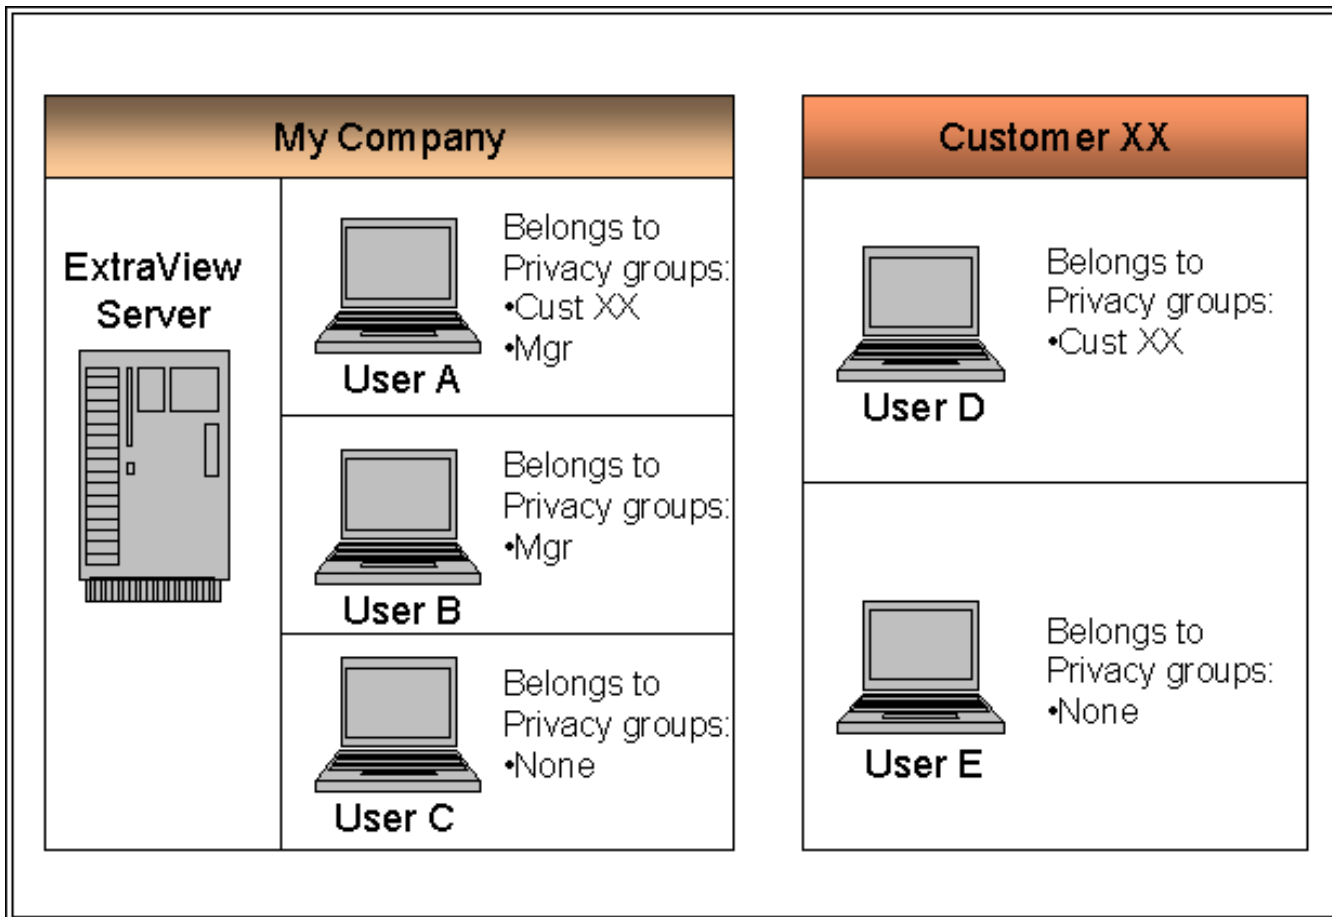 My Company
ExtraView
Server
Belongs to
Privacy groups:
•Cust XX
•Mgr
User A
Belongs to
Privacy groups:
•Mgr
User B
Belongs to
Privacy groups:
•None
User C
Customer XX
Belongs to
Privacy groups:
•Cust XX
User D
Belongs to
Privacy groups:
•None
User E